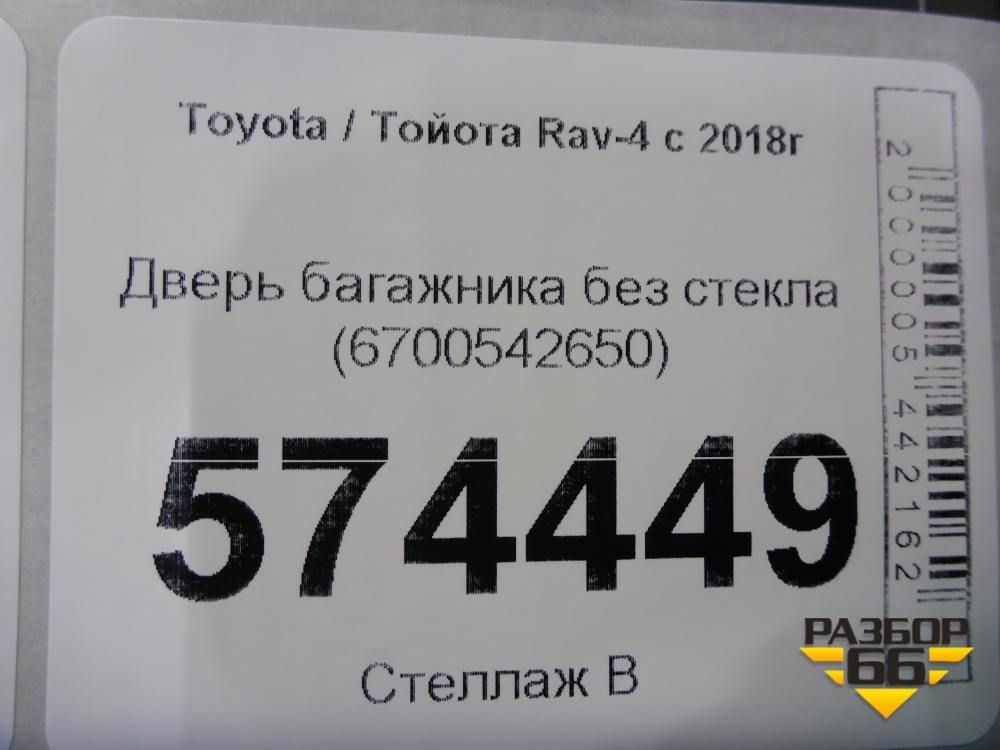 Toyota / Тойота Rav-4 с 2018г
Дверь багажника без стекла
(6700542650)
574449
Стеллаж В
2000005442162
РАЗБОР
66